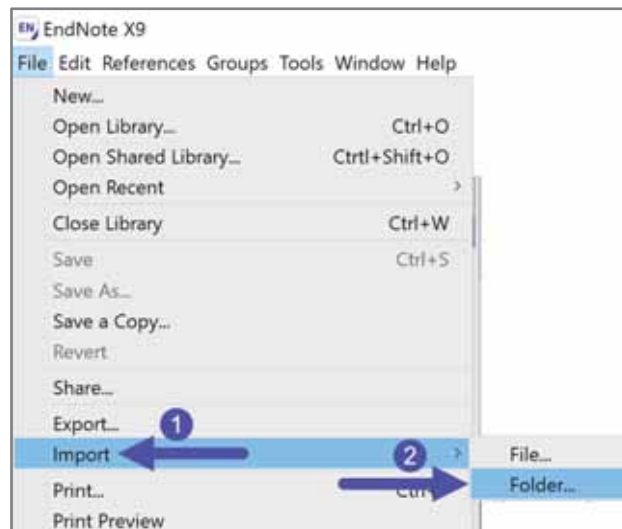 EN EndNote X9
File Edit References Groups Tools Window Help
New...
Open Library... Ctrl+O
Open Shared Library... Ctrtl+Shift+O
Open Recent
Close Library Ctrl+W
Save Ctrl+S
Save As...
Save a Copy...
Revert
Share...
Export...
1
Import
2
File...
Print...
Folder...
Print Preview